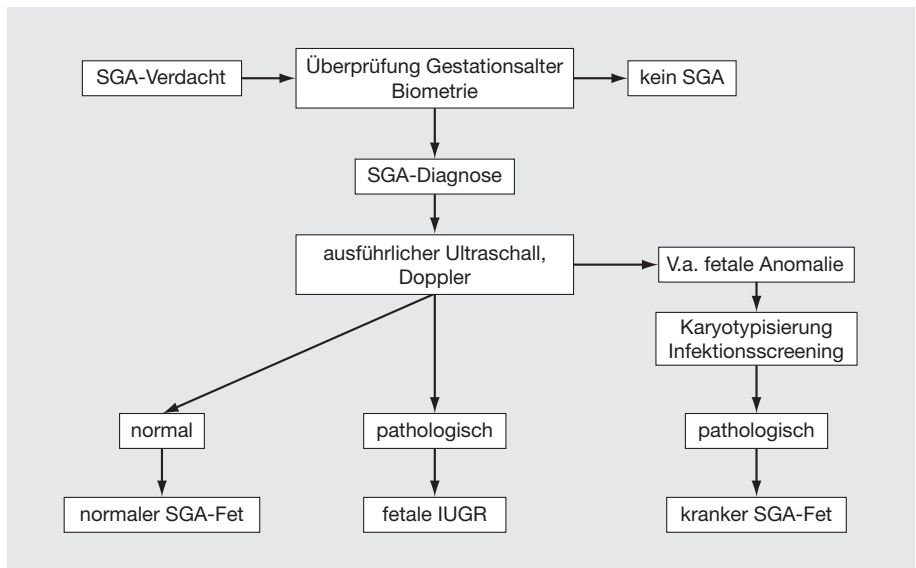 SGA-Verdacht
Überprüfung Gestationsalter
Biometrie
kein SGA
SGA-Diagnose
ausführlicher Ultraschall,
Doppler
V.a. fetale Anomalie
Karyotypisierung
Infektionsscreening
normal
pathologisch
pathologisch
normaler SGA-Fet
fetale IUGR
kranker SGA-Fet